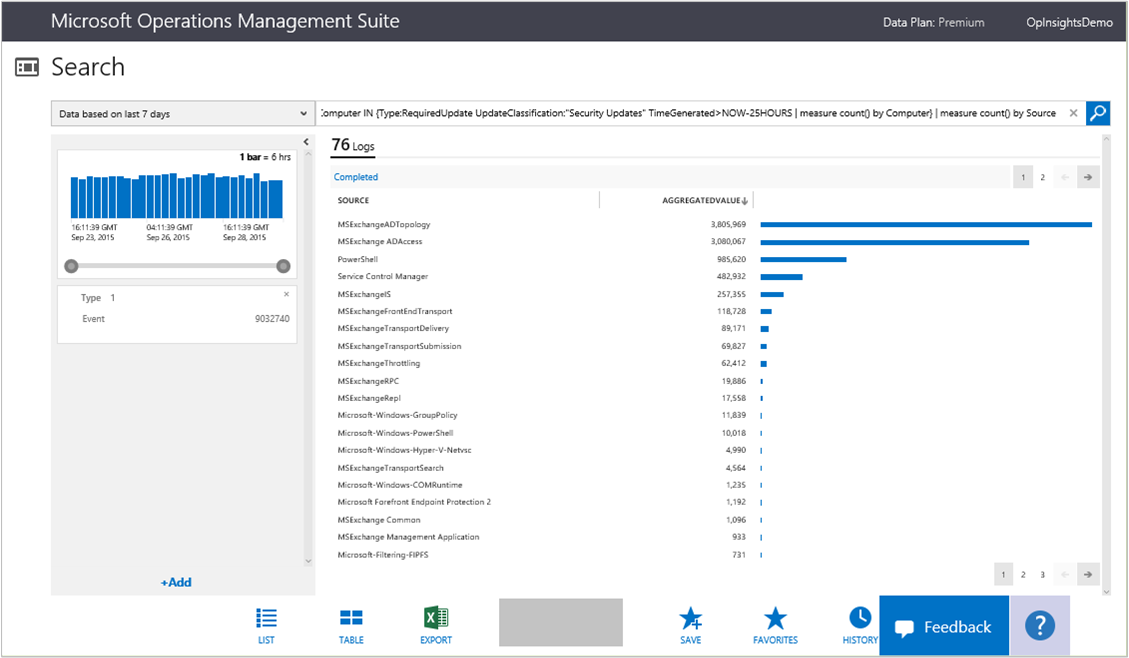 Microsoft Operations Management Suite
Data Plan: Premium
OpInsightsDemo
Search
Data based on last 7 days
Computer IN {Type:RequiredUpdate UpdateClassification:"Security Updates" TimeGenerated>NOW-25HOURS | measure count() by Computer} | measure count() by Source
1 bar = 6 hrs
16:11:39 GMT 04:11:39 GMT 16:11:39 GMT
Sep 23, 2015 Sep 26, 2015 Sep 28, 2015
Type 1
Event 9032740
+Add
76 Logs
Completed
1 2
SOURCE AGGREGATEDVALUE
MSExchangeADTopology 3,805,969
MSExchange ADAccess 3,080,067
PowerShell 985,620
Service Control Manager 482,932
MSExchangeIS 257,355
MSExchangeFrontEndTransport 118,728
MSExchangeTransportDelivery 89,171
MSExchangeTransportSubmission 69,827
MSExchangeThrottling 62,412
MSExchangeRPC 19,886
MSExchangeRepl 17,558
Microsoft-Windows-GroupPolicy 11,839
Microsoft-Windows-PowerShell 10,018
Microsoft-Windows-Hyper-V-Netvsc 4,990
MSExchangeTransportSearch 4,564
Microsoft-Windows-COMRuntime 1,235
Microsoft Forefront Endpoint Protection 2 1,192
MSExchange Common 1,096
MSExchange Management Application 933
Microsoft-Filtering-FIPFS 731
1 2 3
LIST
TABLE
EXPORT
SAVE
FAVORITES
HISTORY
Feedback
?